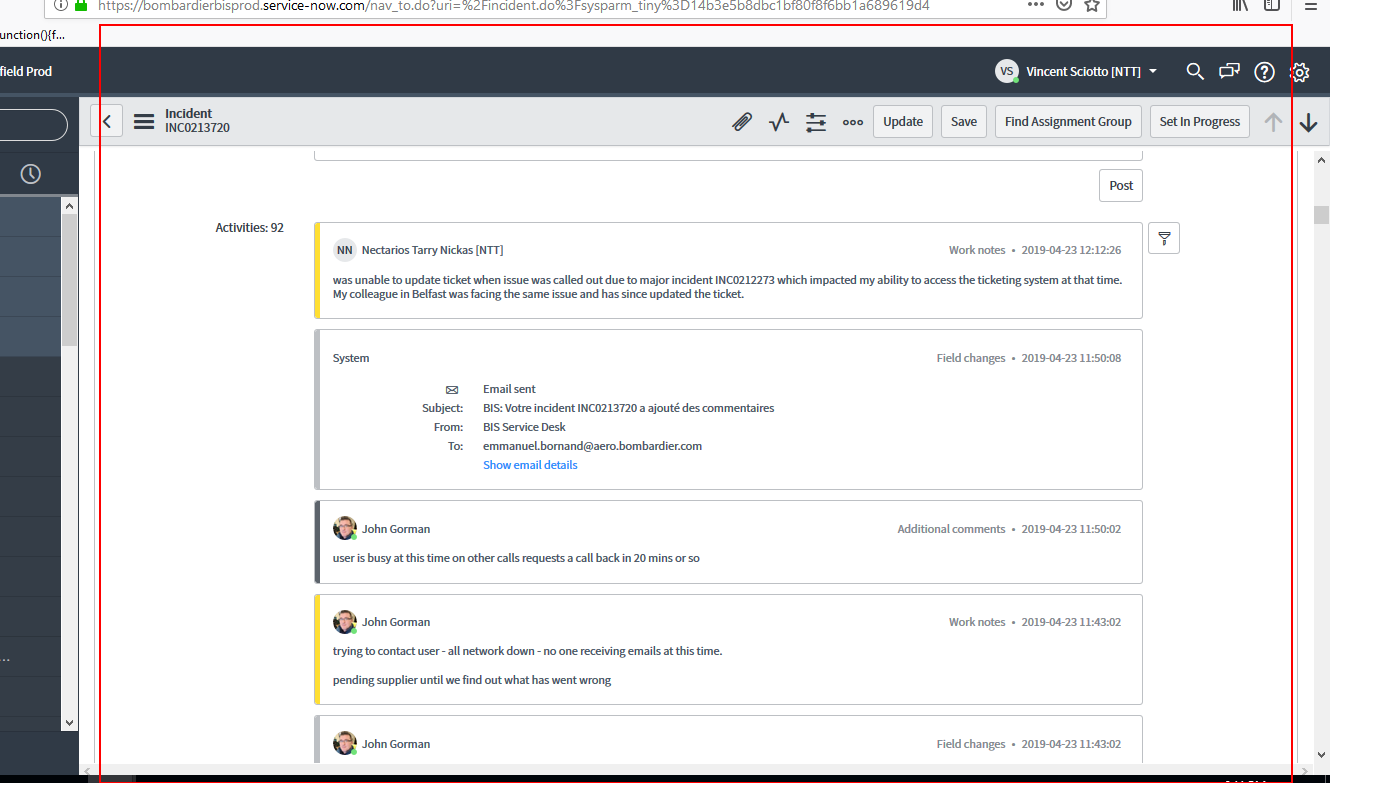 https://bombardierbisprod.service-now.com/nav_to.do?uri=%2Fincident.do%3Fsysparm_tiny%3D14b3e5b8dbc1bf80f8f6bb1a689619d4
unction(){f...
field Prod
VS Vincent Sciotto [NTT]
Incident
INC0213720
Update Save Find Assignment Group Set In Progress
Post
Activities: 92
NN Nectarios Tarry Nickas [NTT] Work notes • 2019-04-23 12:12:26
was unable to update ticket when issue was called out due to major incident INC0212273 which impacted my ability to access the ticketing system at that time.
My colleague in Belfast was facing the same issue and has since updated the ticket.
System Field changes • 2019-04-23 11:50:08
Email sent
Subject: BIS: Votre incident INC0213720 a ajouté des commentaires
From: BIS Service Desk
To: emmanuel.bornand@aero.bombardier.com
Show email details
John Gorman Additional comments • 2019-04-23 11:50:02
user is busy at this time on other calls requests a call back in 20 mins or so
John Gorman Work notes • 2019-04-23 11:43:02
trying to contact user - all network down - no one receiving emails at this time.
pending supplier until we find out what has went wrong
...
John Gorman Field changes • 2019-04-23 11:43:02